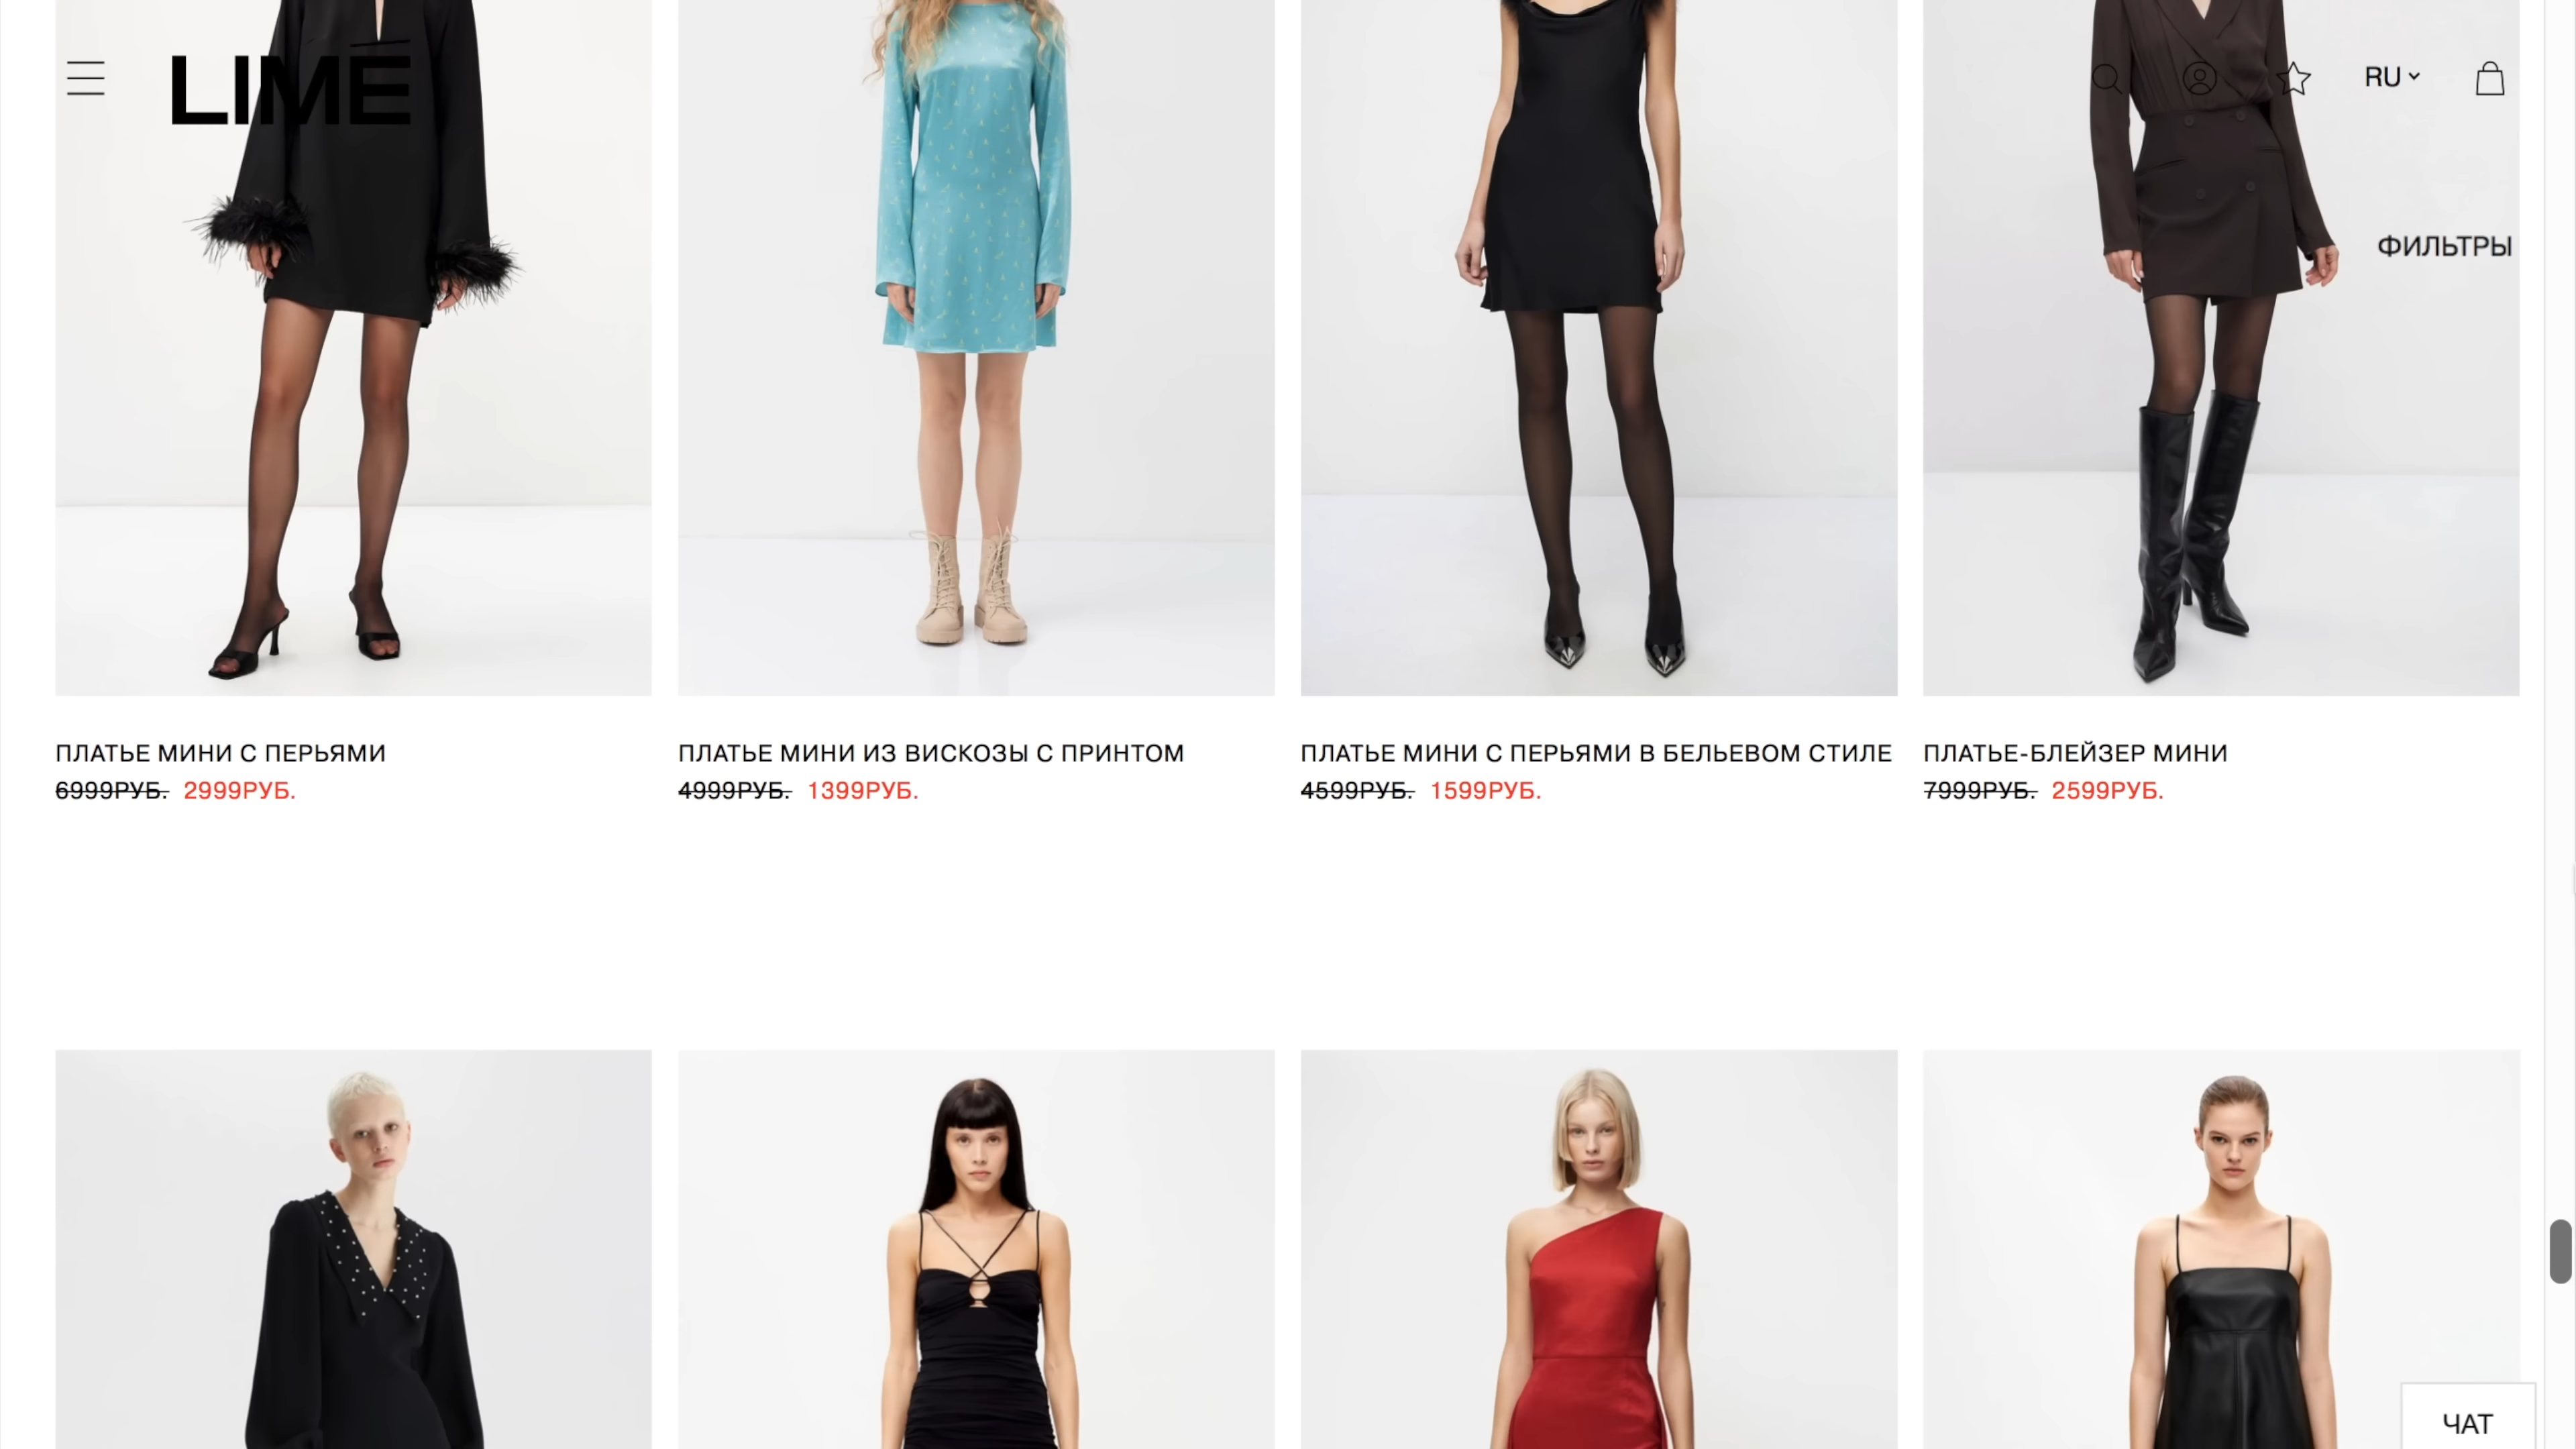 LIMÉ
RU
ФИЛЬТРЫ
ПЛАТЬЕ МИНИ С ПЕРЬЯМИ
6999РУБ. 2999РУБ.
ПЛАТЬЕ МИНИ ИЗ ВИСКОЗЫ С ПРИНТОМ
4999РУБ. 1399РУБ.
ПЛАТЬЕ МИНИ С ПЕРЬЯМИ В БЕЛЬЕВОМ СТИЛЕ
4599РУБ. 1599РУБ.
ПЛАТЬЕ-БЛЕЙЗЕР МИНИ
7999РУБ. 2599РУБ.
ЧАТ